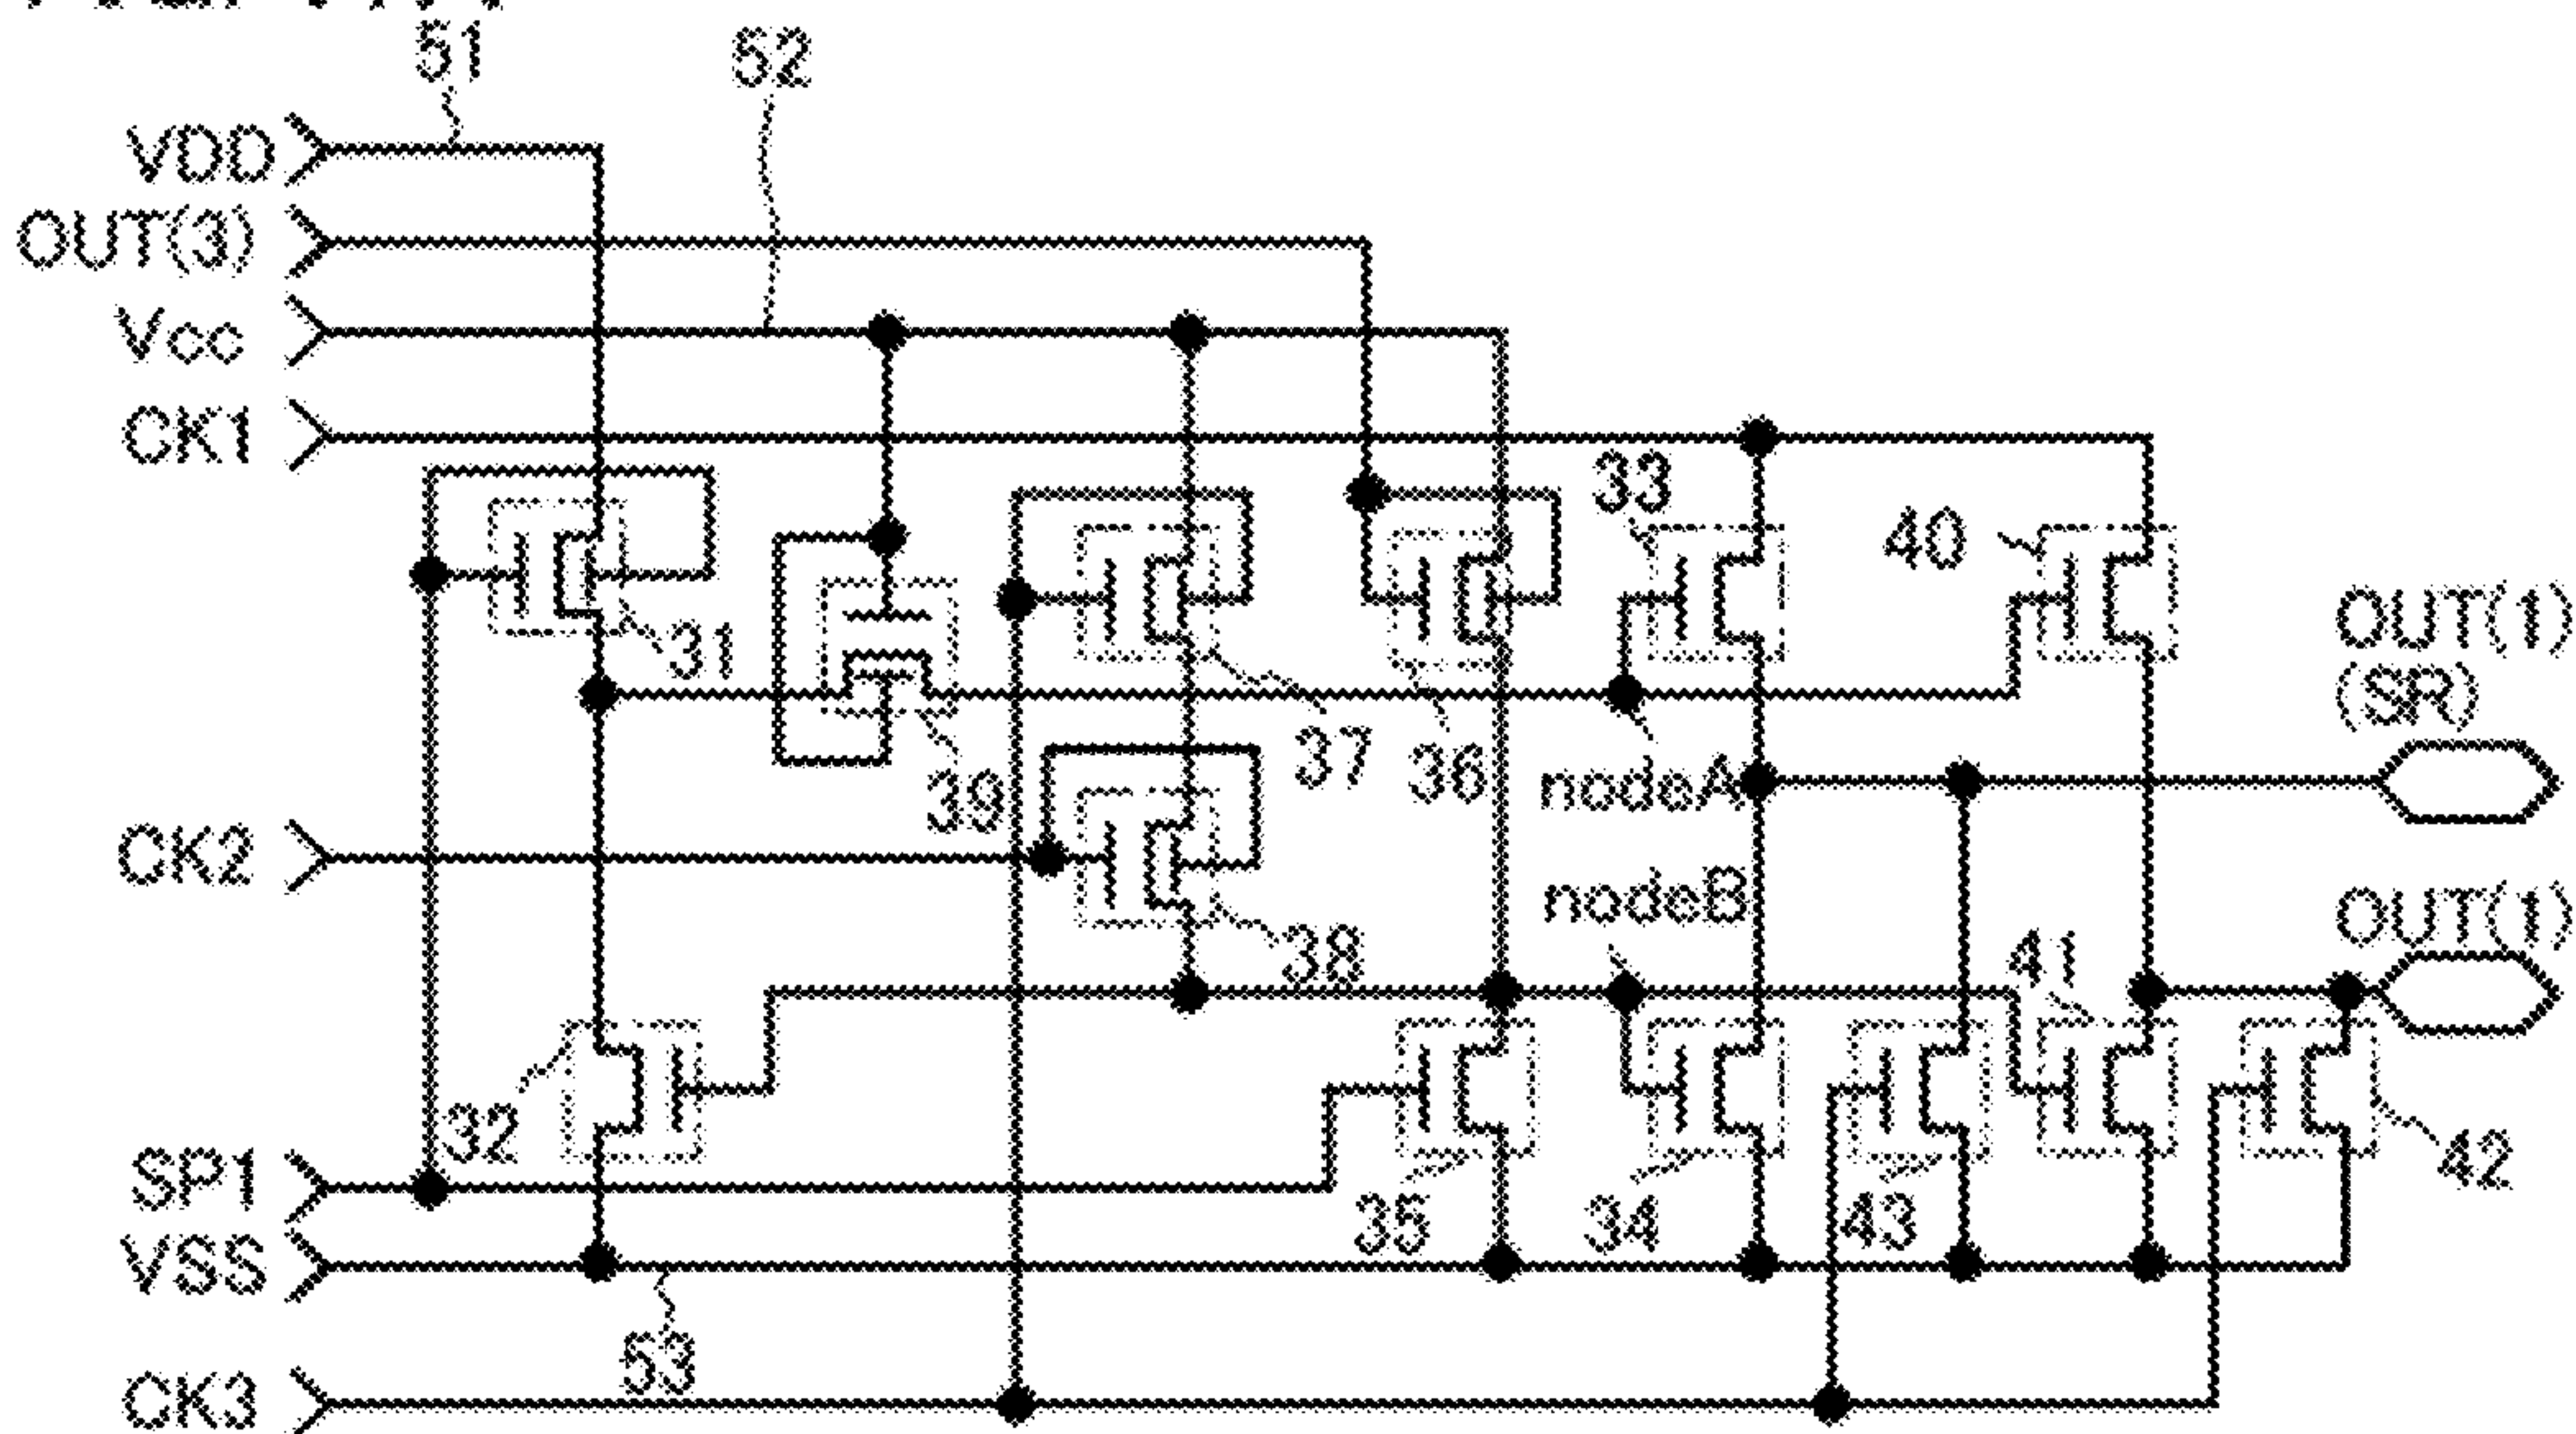 51
52
VDD
OUT(3)
Vcc
CK1
33
40
31
OUT(1)
(SR)
37
36
39
nodeA
CK2
nodeB
OUT(1)
38
41
32
SP1
35
34
43
42
VSS
53
CK3